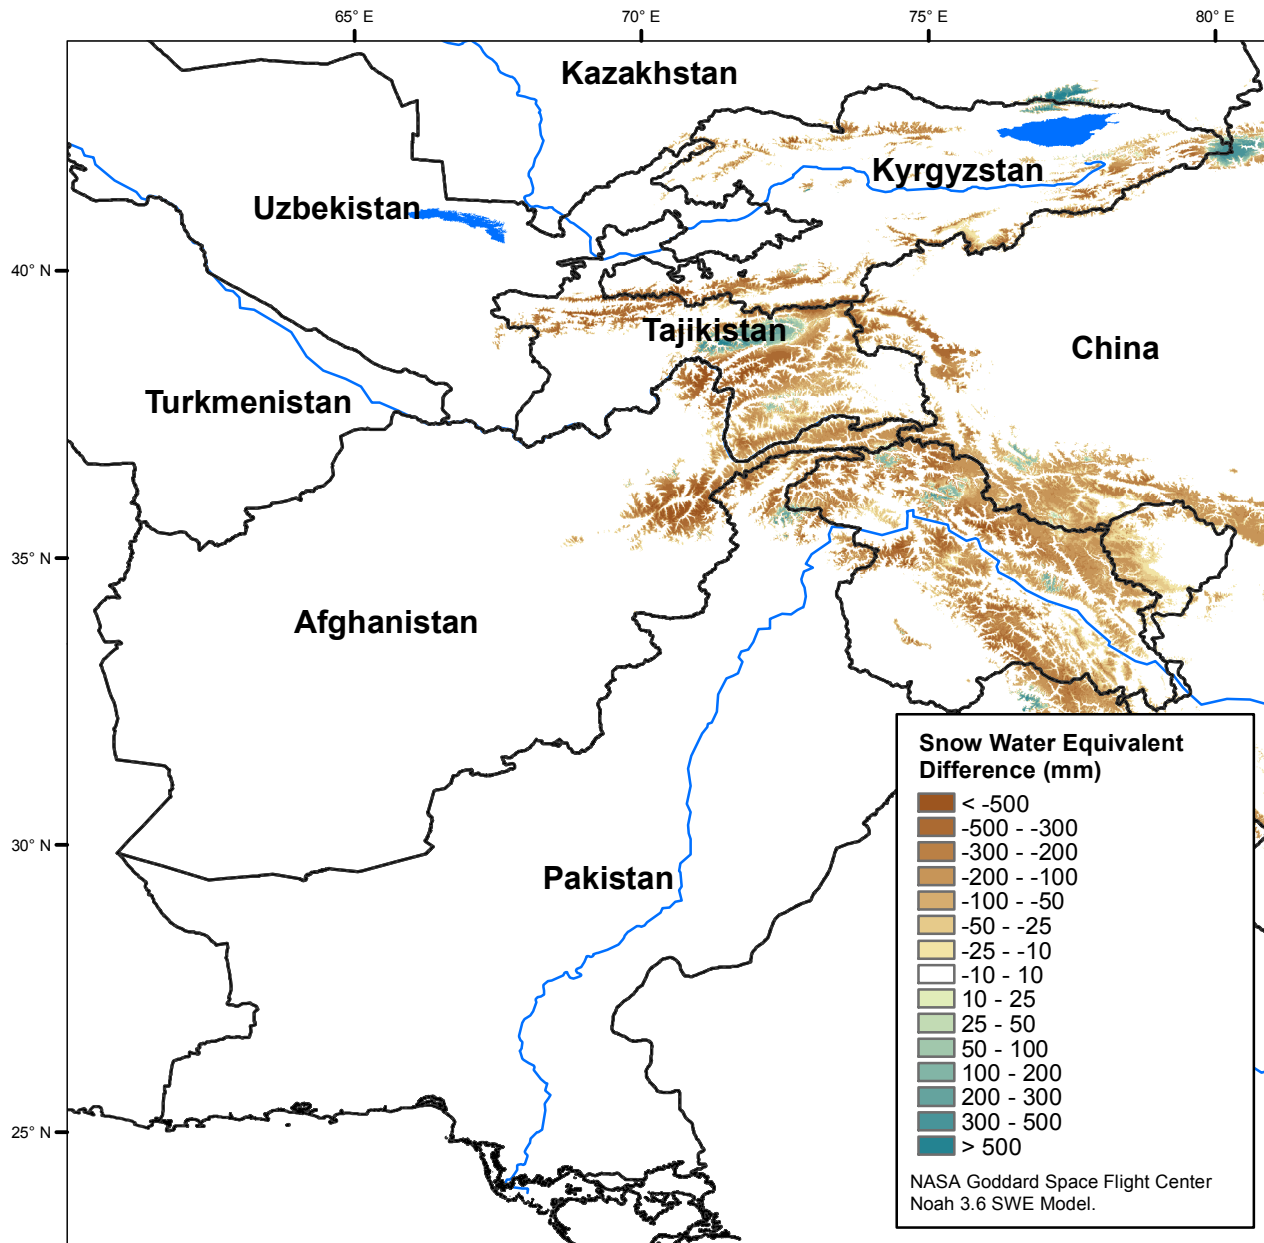 65° E
70° E
75° E
80° E
Kazakhstan
Kyrgyzstan
Uzbekistan
40° N
Tajikistan
China
Turkmenistan
35° N
Afghanistan
30° N
Pakistan
25° N
Snow Water Equivalent
Difference (mm)
< -500
-500 - -300
-300 - -200
-200 - -100
-100 - -50
-50 - -25
-25 - -10
-10 - 10
10 - 25
25 - 50
50 - 100
100 - 200
200 - 300
300 - 500
> 500
NASA Goddard Space Flight Center
Noah 3.6 SWE Model.